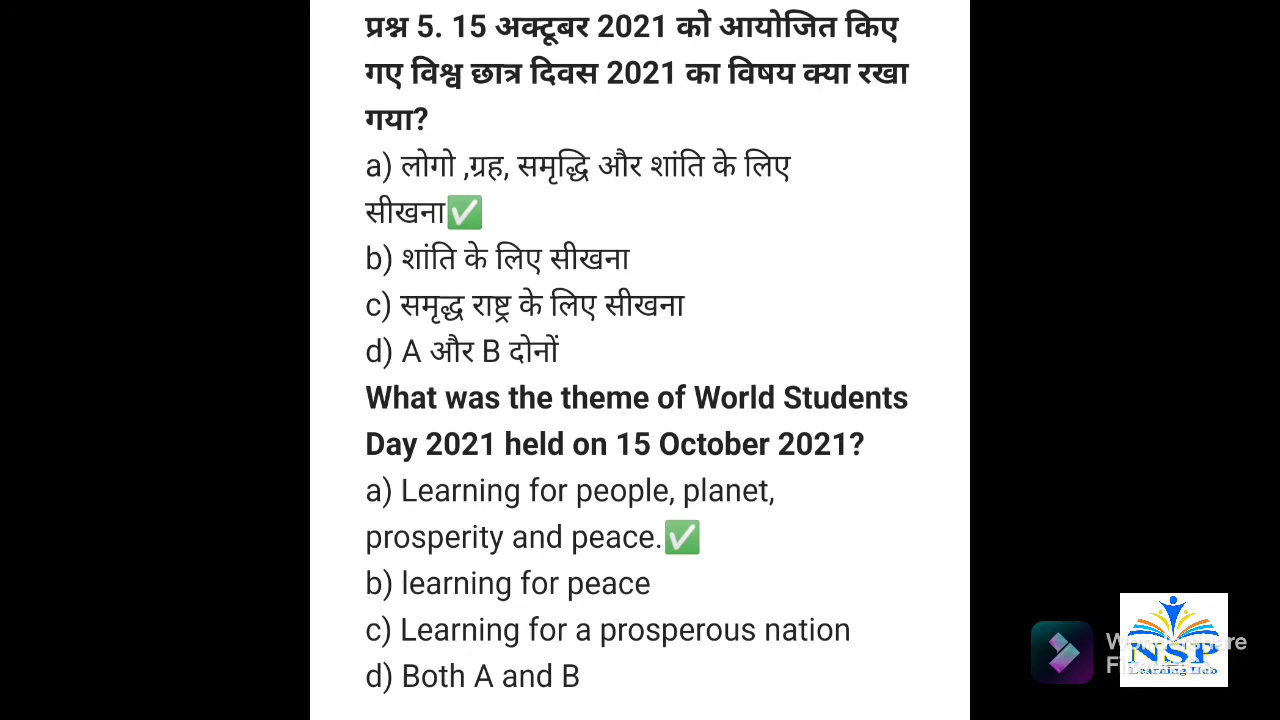 प्रश्न 5. 15 अक्टूबर 2021 को आयोजित किए
गए विश्व छात्र दिवस 2021 का विषय क्या रखा
गया?
a) लोगो ,ग्रह, समृद्धि और शांति के लिए
सीखना✅
b) शांति के लिए सीखना
c) समृद्ध राष्ट्र के लिए सीखना
d) A और B दोनों
What was the theme of World Students
Day 2021 held on 15 October 2021?
a) Learning for people, planet,
prosperity and peace.✅
b) learning for peace
c) Learning for a prosperous nation
d) Both A and B
NSP